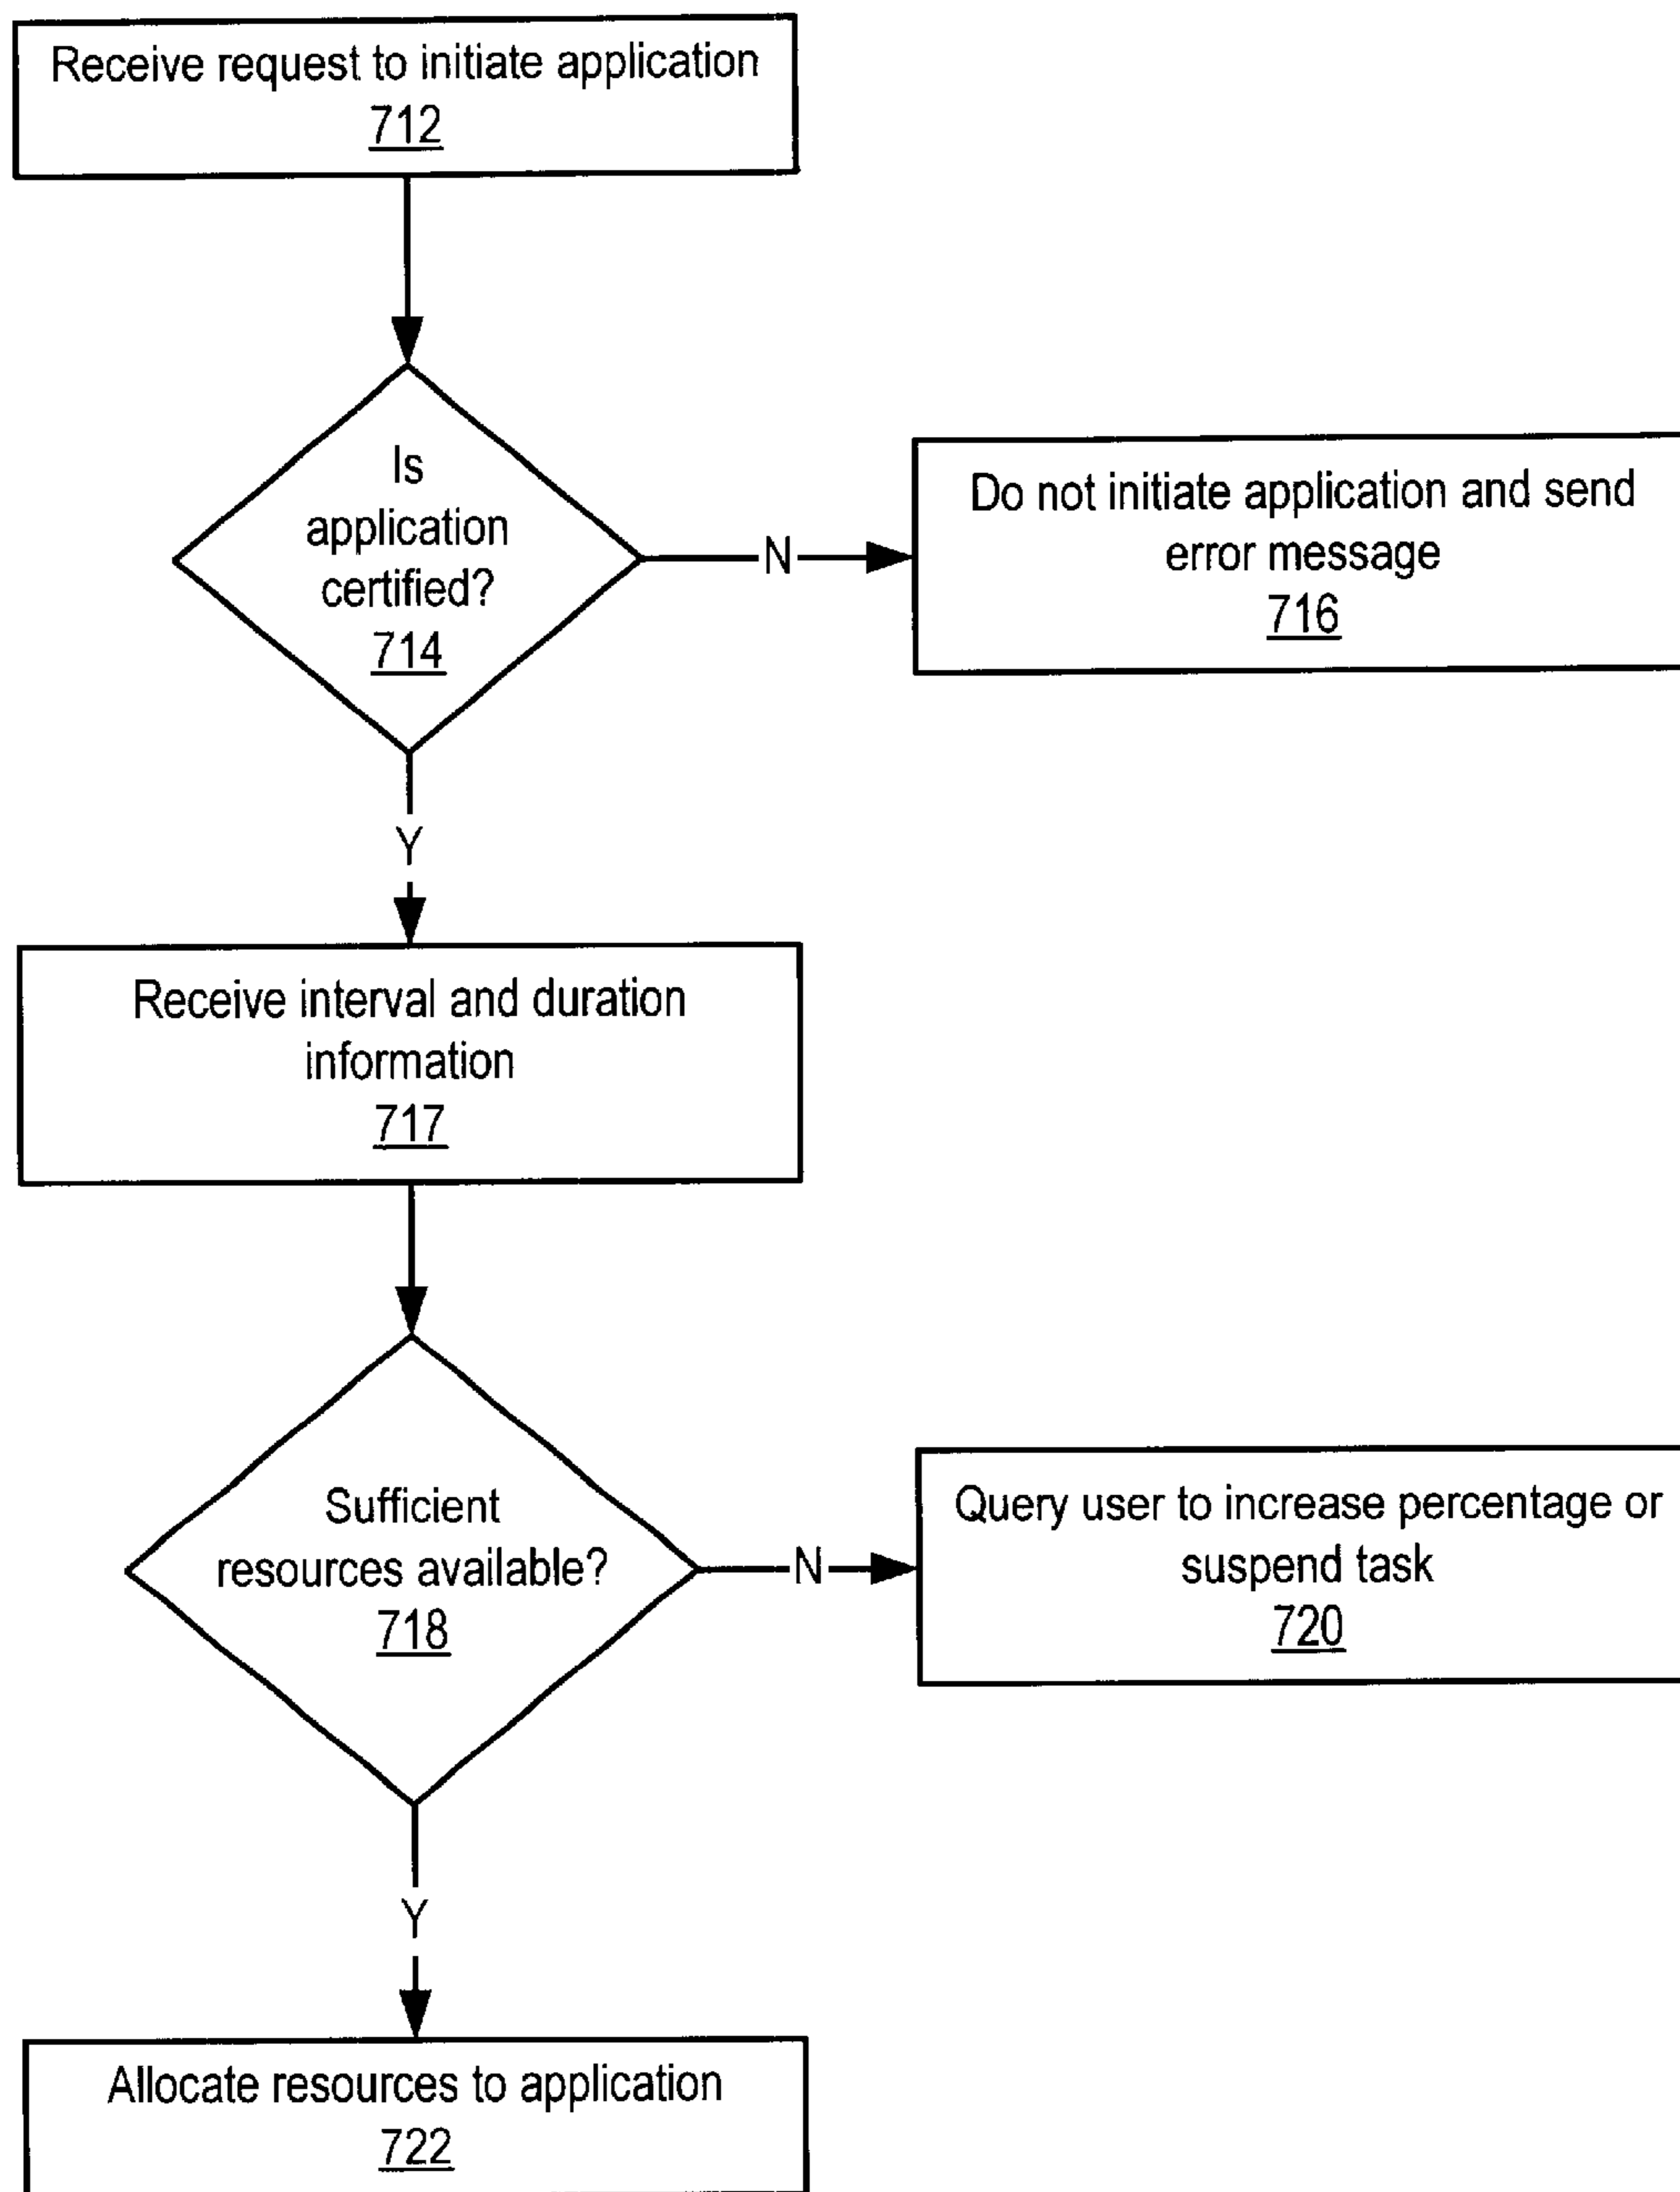 Receive request to initiate application
712
Is
application
certified?
714
N
Do not initiate application and send
error message
716
Y
Receive interval and duration
information
717
Sufficient
resources available?
718
N
Query user to increase percentage or
suspend task
720
Y
Allocate resources to application
722